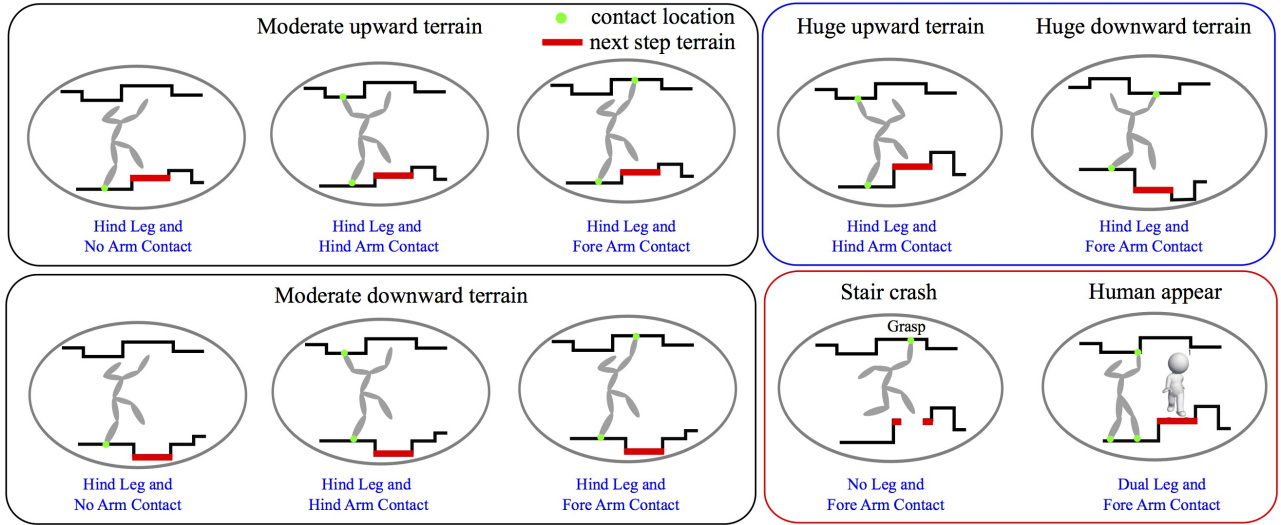 Moderate upward terrain
contact location
next step terrain
Hind Leg and
No Arm Contact
Hind Leg and
Hind Arm Contact
Hind Leg and
Fore Arm Contact
Huge upward terrain
Huge downward terrain
Hind Leg and
Hind Arm Contact
Hind Leg and
Fore Arm Contact
Moderate downward terrain
Hind Leg and
No Arm Contact
Hind Leg and
Hind Arm Contact
Hind Leg and
Fore Arm Contact
Stair crash
Human appear
Grasp
No Leg and
Fore Arm Contact
Dual Leg and
Fore Arm Contact